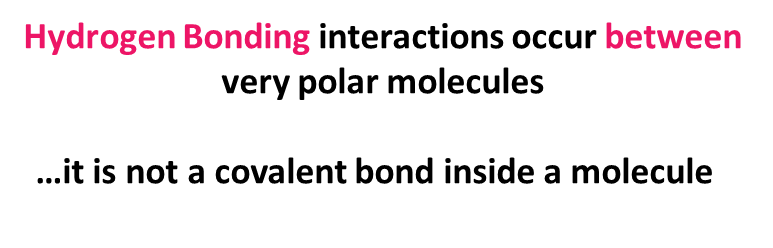 Hydrogen Bonding interactions occur between
very polar molecules
…it is not a covalent bond inside a molecule